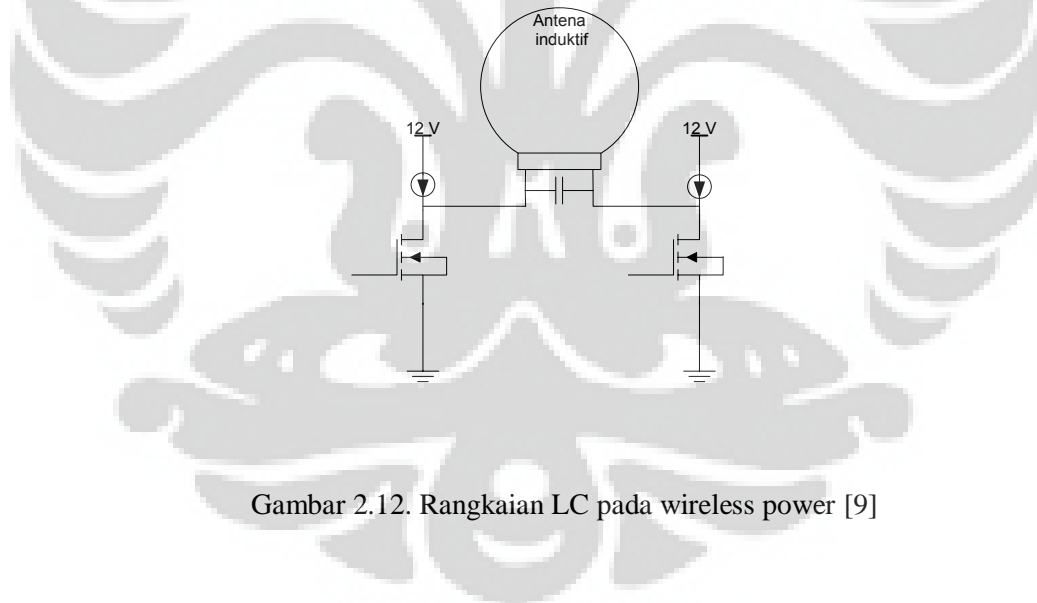 Antena
induktif
12 V
12 V
Gambar 2.12. Rangkaian LC pada wireless power [9]